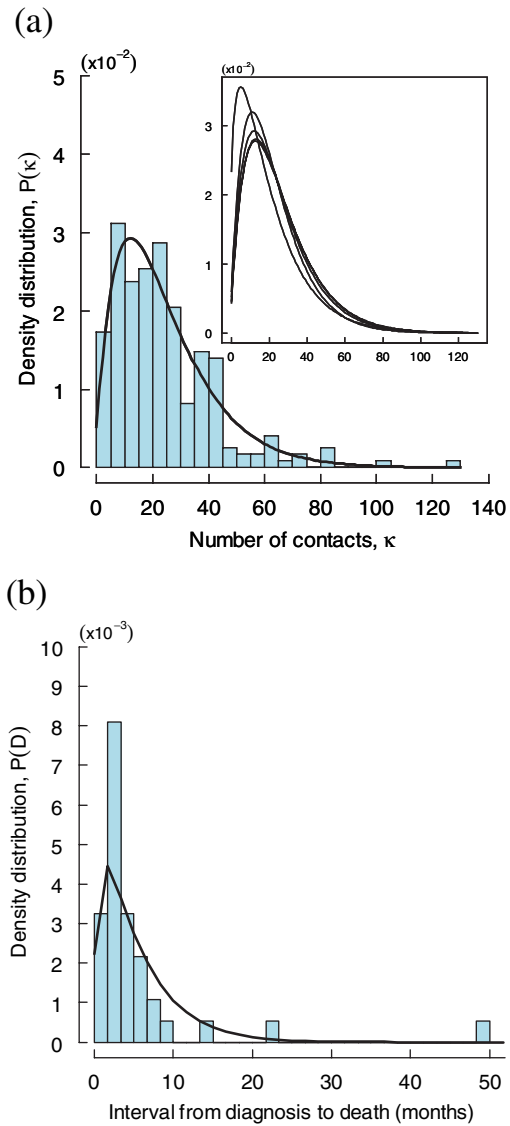 (a)
(x10⁻²)
5
4
3
2
1
0
Density distribution, P(κ)
(x10⁻²)
3
2
1
0
0 20 40 60 80 100 120
0 20 40 60 80 100 120 140
Number of contacts, κ
(b)
(x10⁻³)
10
9
8
7
6
5
4
3
2
1
0
Density distribution, P(D)
0 10 20 30 40 50
Interval from diagnosis to death (months)